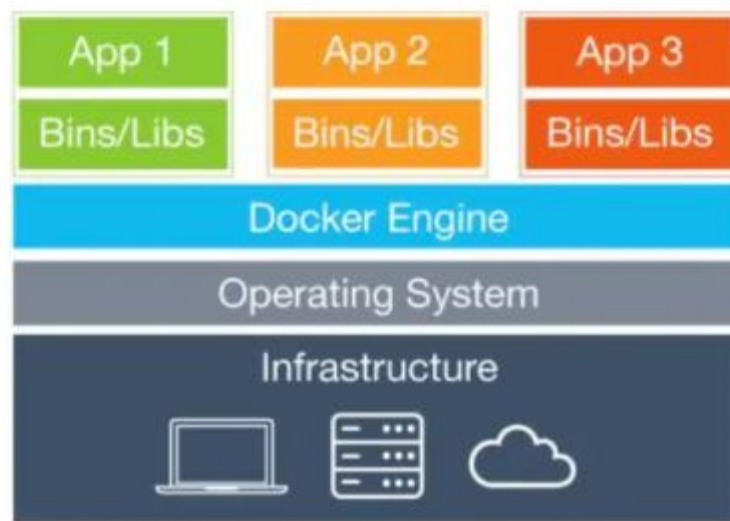 App 1 App 2 App 3
Bins/Libs Bins/Libs Bins/Libs
Docker Engine
Operating System
Infrastructure